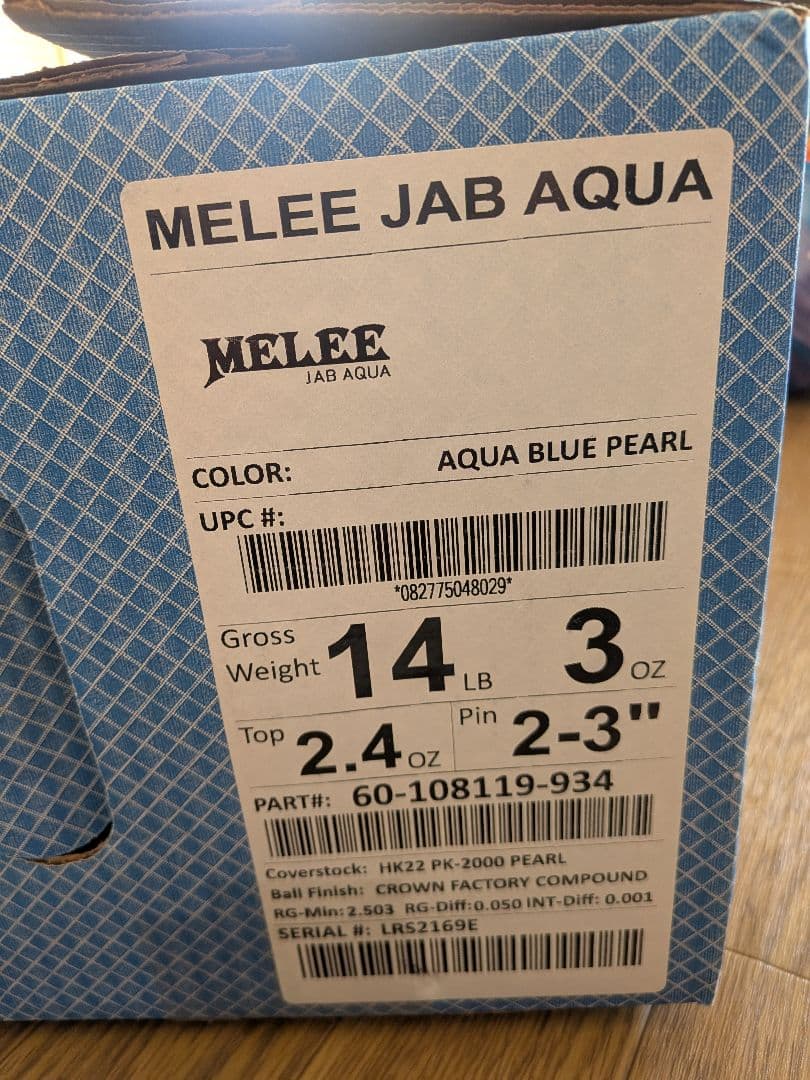 MELEE JAB AQUA
MELEE
JAB AQUA
COLOR: AQUA BLUE PEARL
UPC #:
*082775048029*
Gross Weight 14 LB 3 OZ
Top 2.4 OZ Pin 2-3"
PART#: 60-108119-934
Coverstock: HK22 PK-2000 PEARL
Ball Finish: CROWN FACTORY COMPOUND
RG-Min: 2.503 RG-Diff: 0.050 INT-Diff: 0.001
SERIAL #: LRS2169E